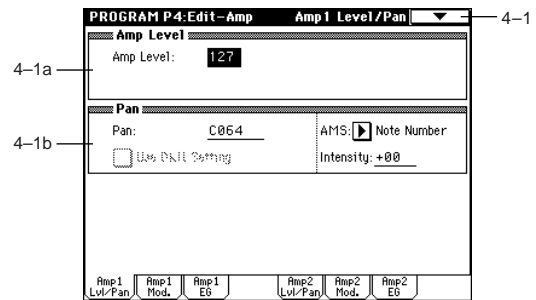 PROGRAM P4:Edit-Amp Amp1 Level/Pan
4–1
Amp Level
4–1a
Amp Level: 127
Pan
4–1b
Pan: C064
AMS: Note Number
Use DKit Setting
Intensity: +00
Amp1 Lvl/Pan
Amp1 Mod.
Amp1 EG
Amp2 Lvl/Pan
Amp2 Mod.
Amp2 EG